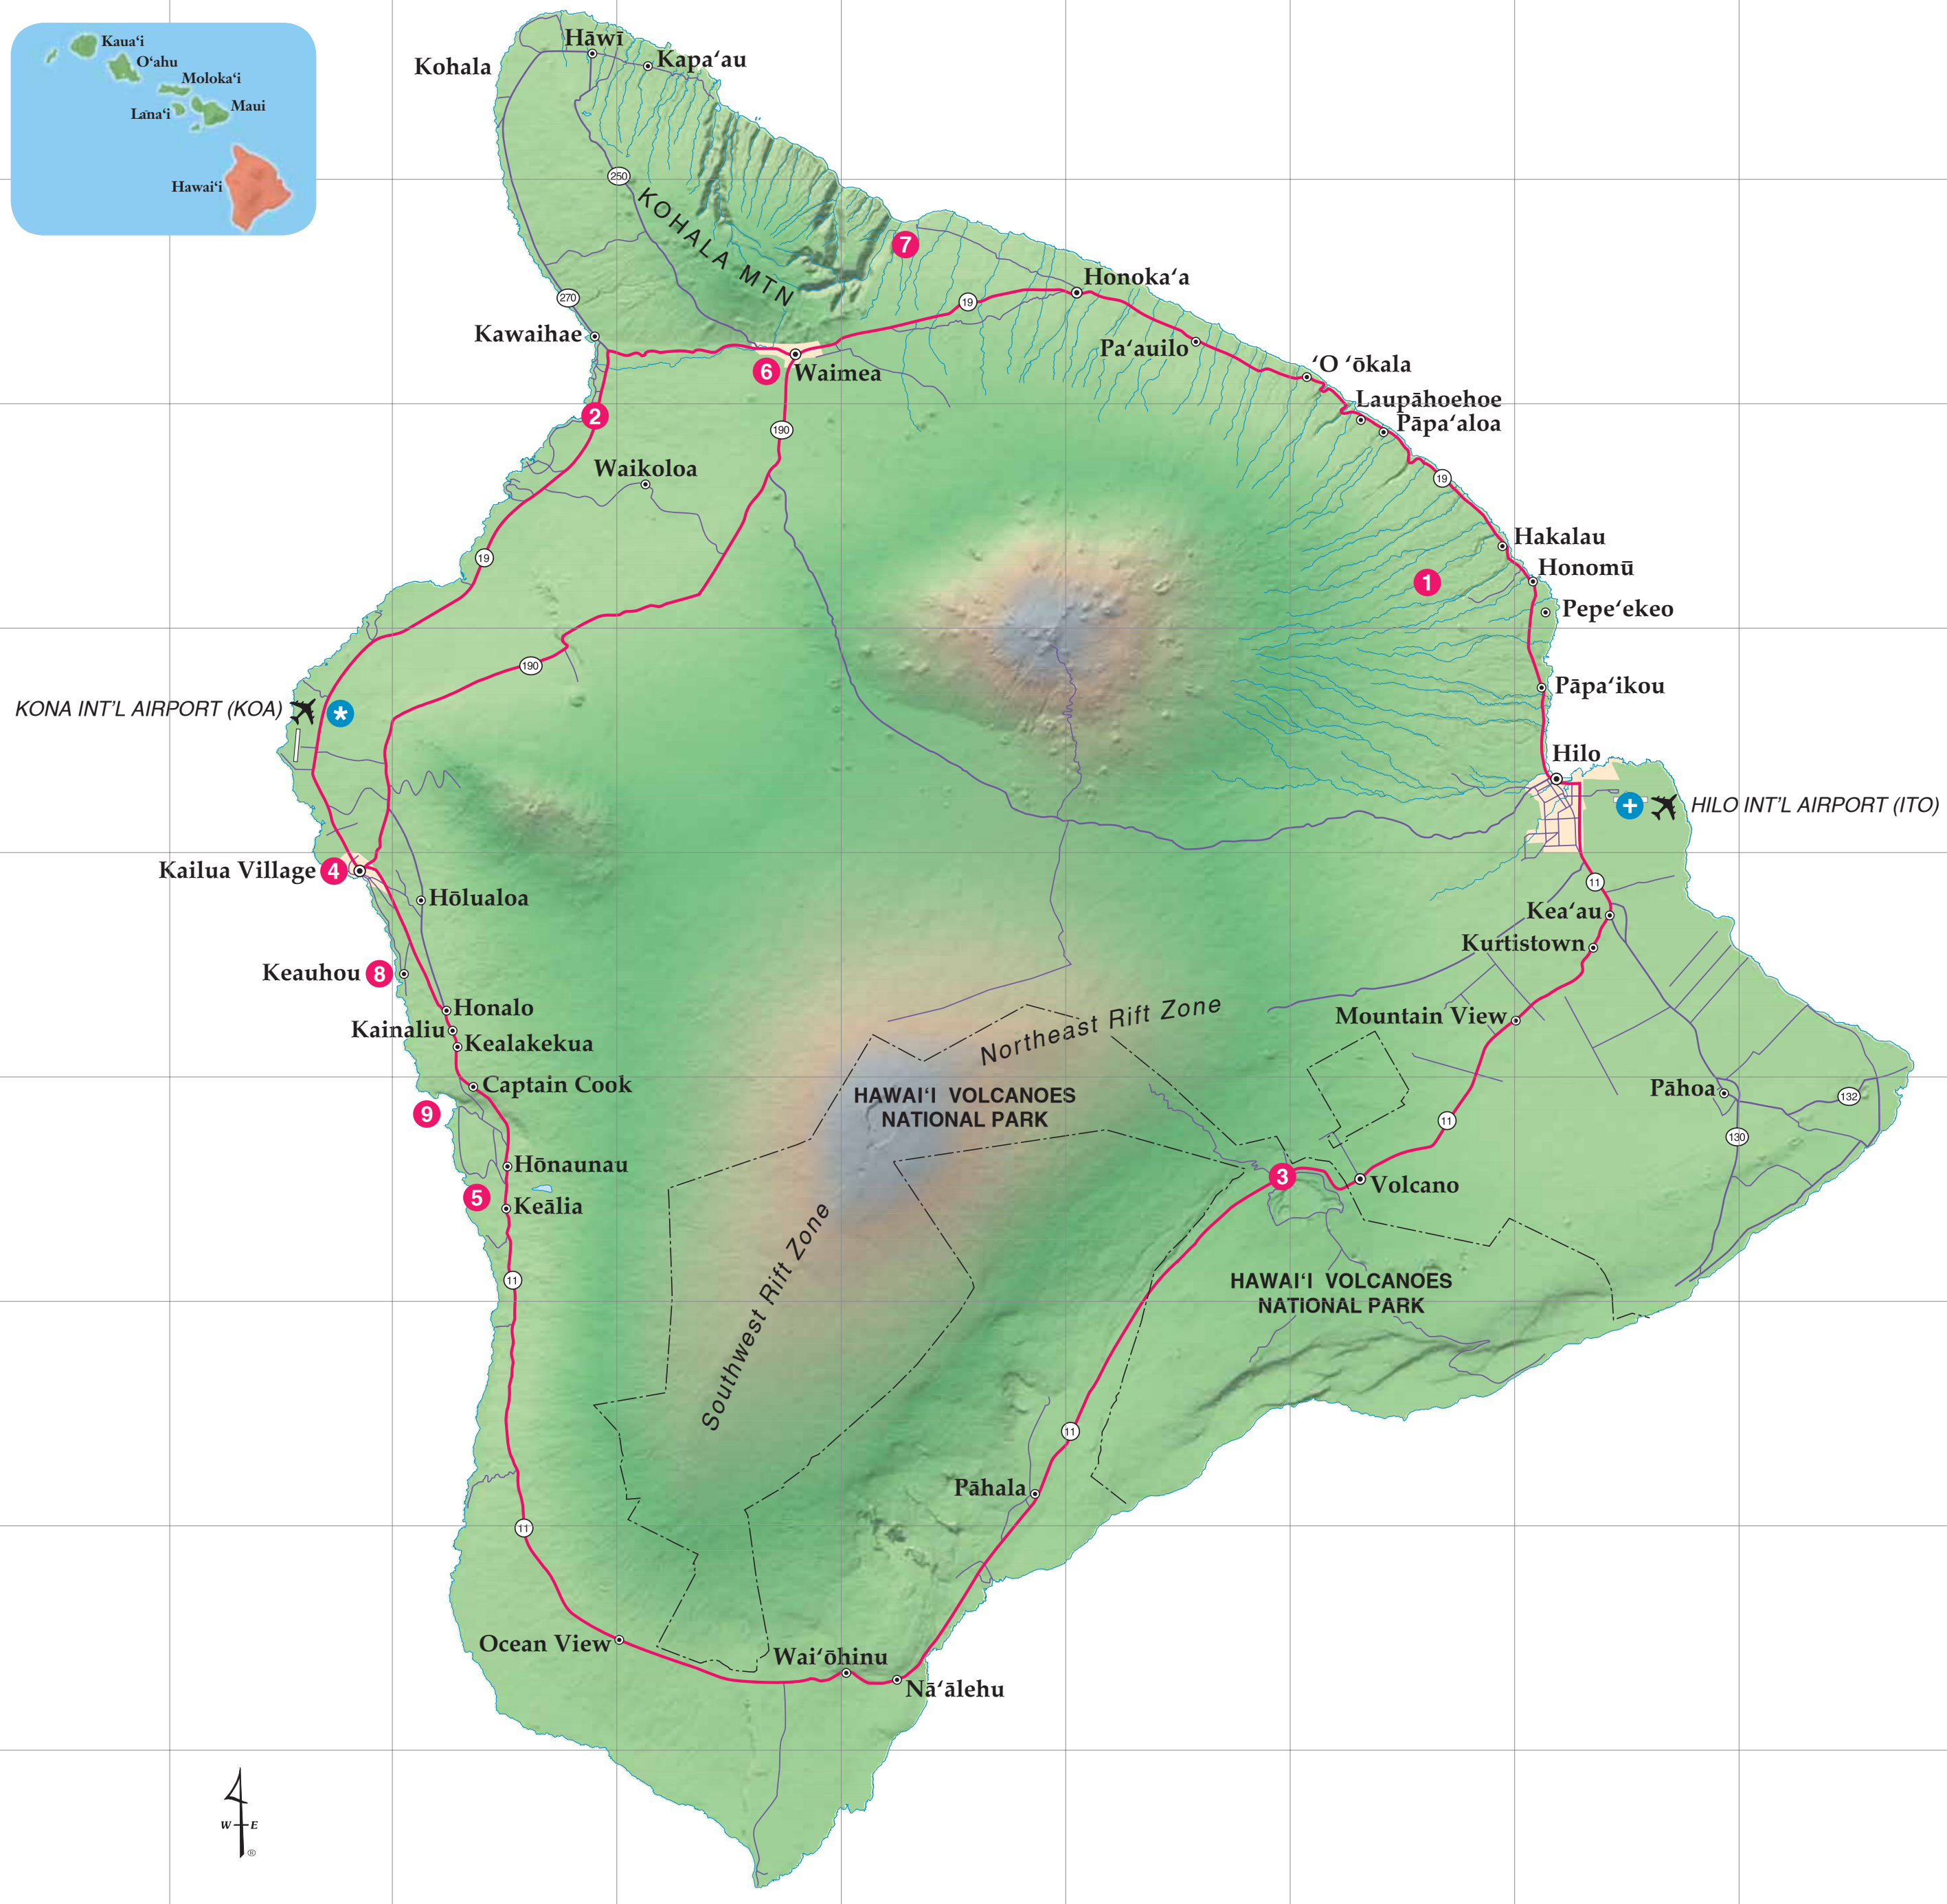 Kauaʻi
Oʻahu
Molokaʻi
Lānaʻi
Maui
Hawaiʻi
Hāwī
Kohala
Kapaʻau
250
KOHALA MTN
7
270
Honokaʻa
19
Kawaihae
Paʻauilo
6
Waimea
ʻO ʻōkala
Laupāhoehoe
2
190
Pāpaʻaloa
Waikoloa
19
Hakalau
19
Honomū
1
Pepeʻekeo
190
Pāpaʻikou
KONA INT'L AIRPORT (KOA)
*
Hilo
+
HILO INT'L AIRPORT (ITO)
Kailua Village
4
11
Hōlualoa
Keaʻau
Kurtistown
Keauhou
8
Honalo
Northeast Rift Zone
Mountain View
Kainaliu
Kealakekua
Captain Cook
HAWAIʻI VOLCANOES
NATIONAL PARK
Pāhoa
132
9
11
130
Hōnaunau
3
Volcano
5
Keālia
Southwest Rift Zone
11
HAWAIʻI VOLCANOES
NATIONAL PARK
11
Pāhala
11
Ocean View
Waiʻōhinu
Nāʻālehu
W
E
®